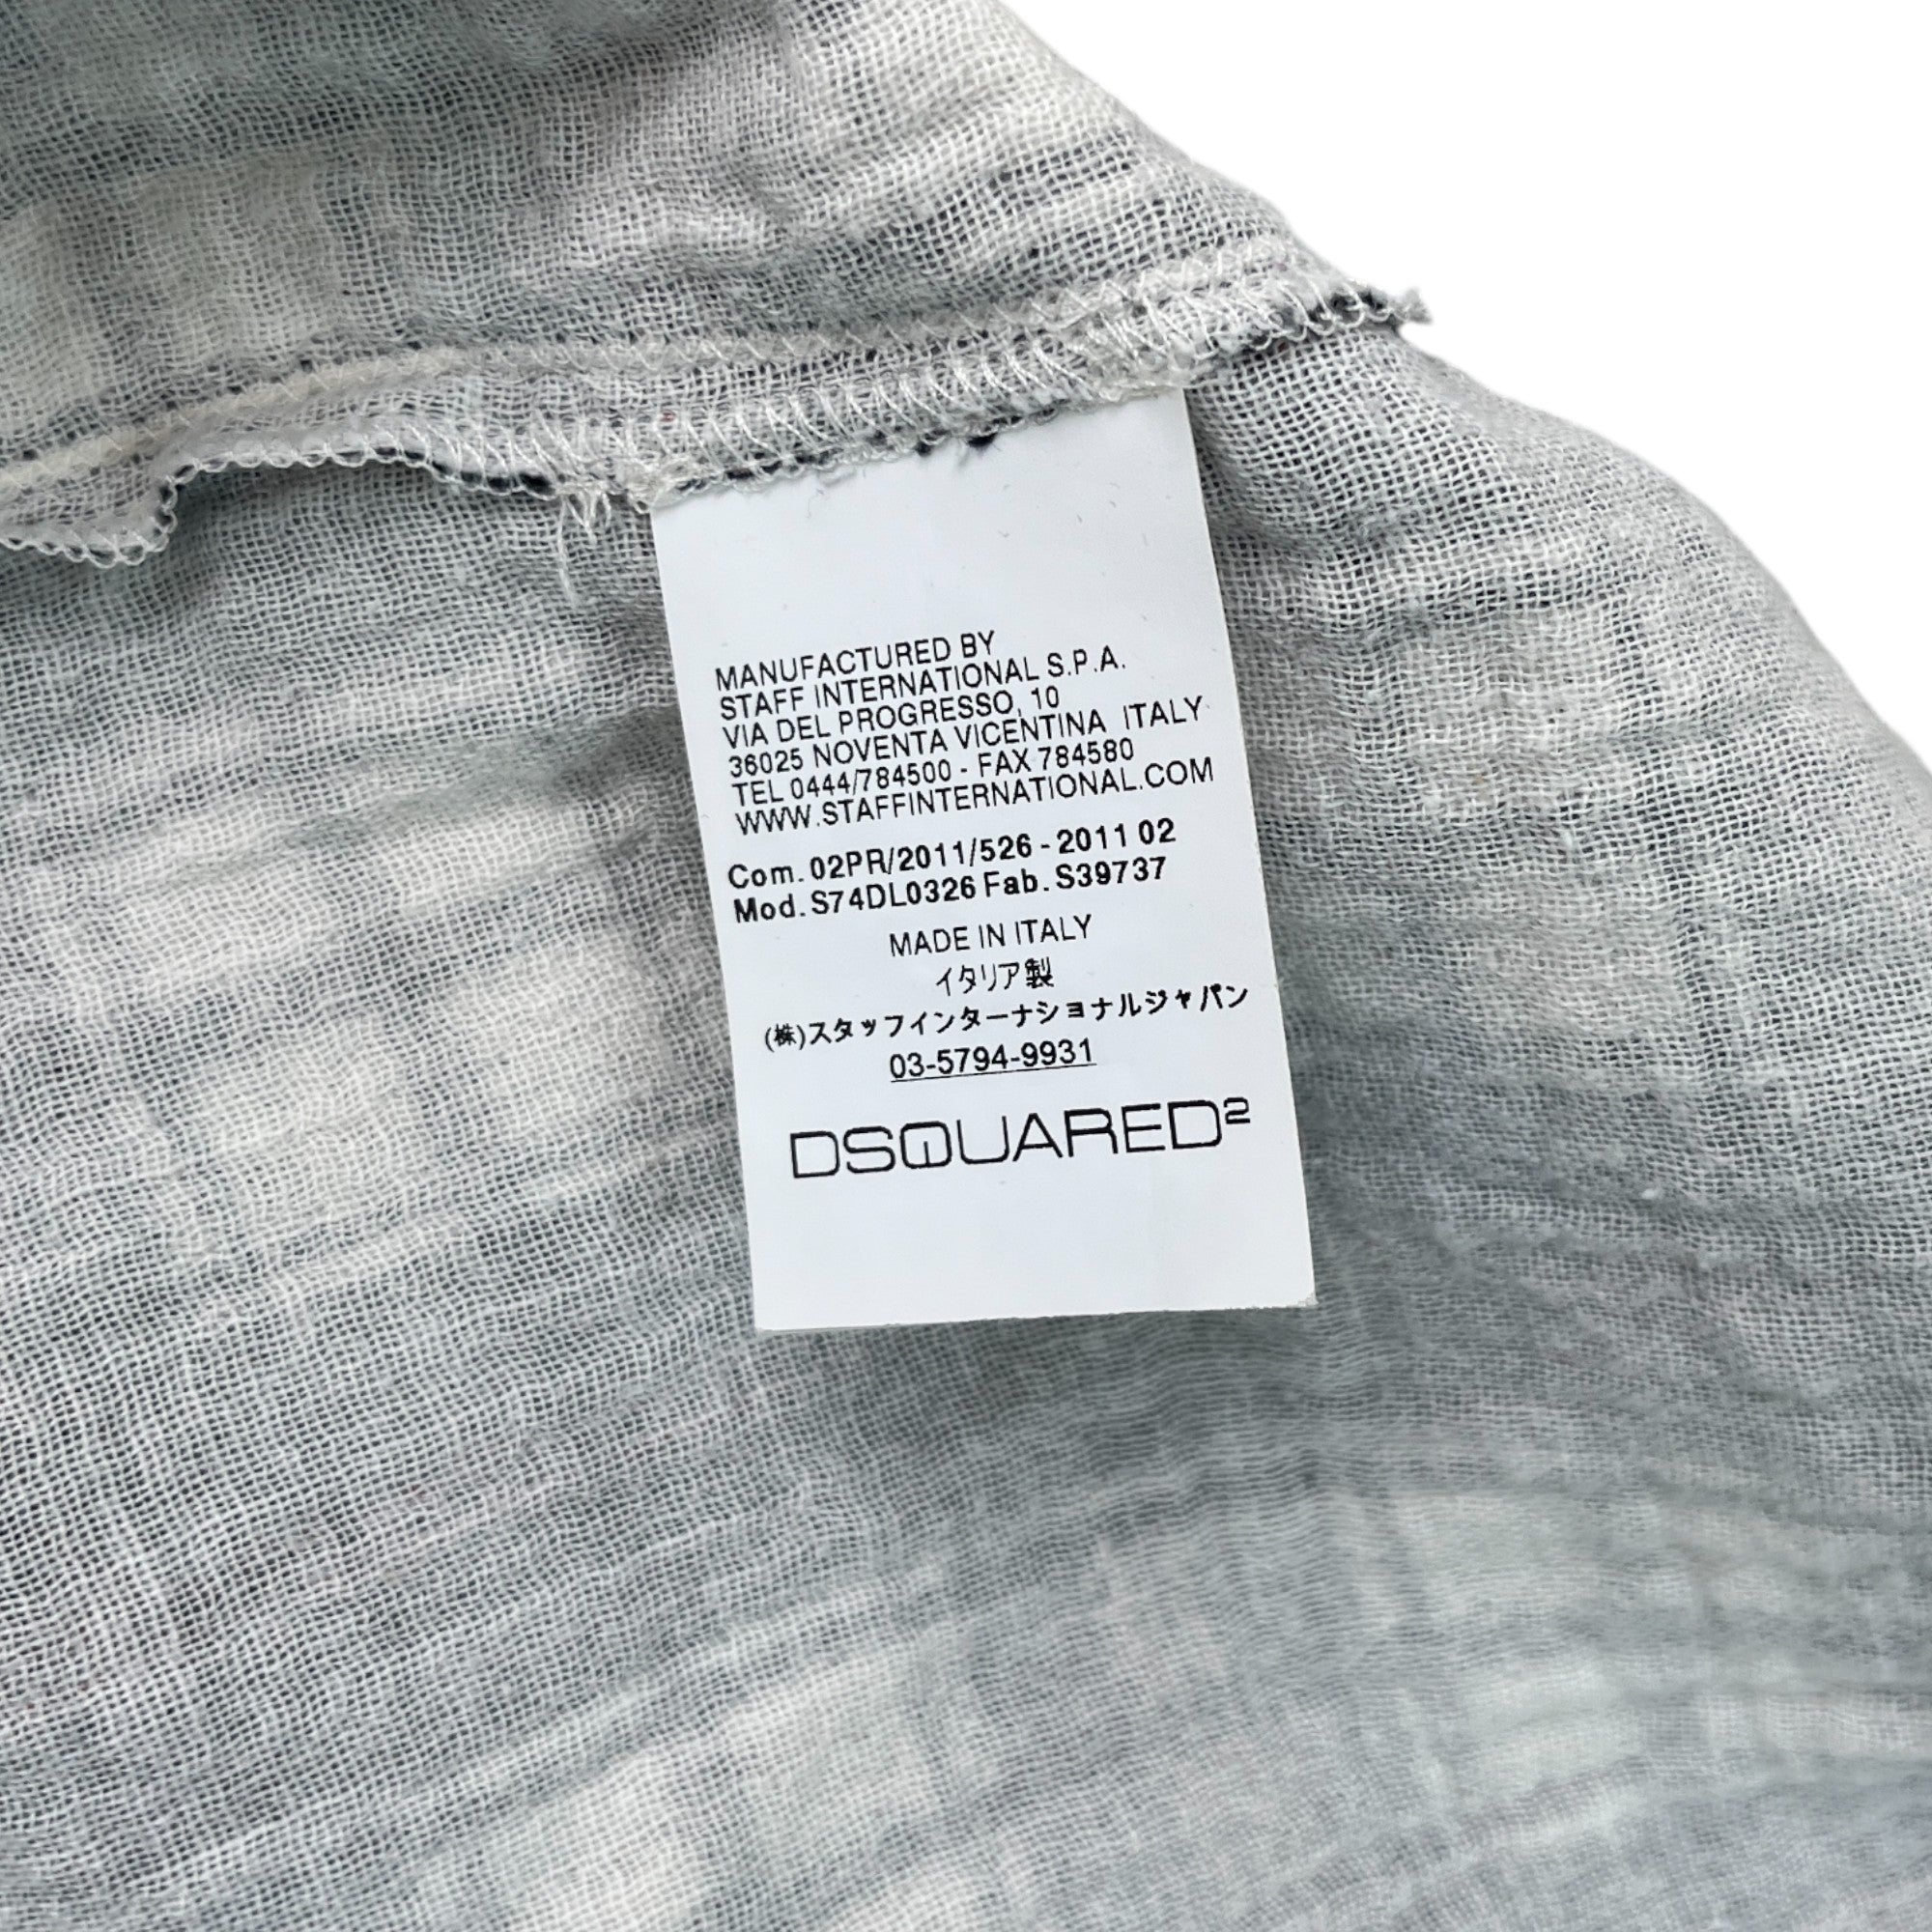 MANUFACTURED BY
STAFF INTERNATIONAL S.P.A.
VIA DEL PROGRESSO, 10
36025 NOVENTA VICENTINA ITALY
TEL 0444/784500 - FAX 784580
WWW.STAFFINTERNATIONAL.COM
Com. 02PR/2011/526 - 2011 02
Mod. S74DL0326 Fab. S39737
MADE IN ITALY
イタリア製
(株)スタッフインターナショナルジャパン
03-5794-9931
DSQUARED²